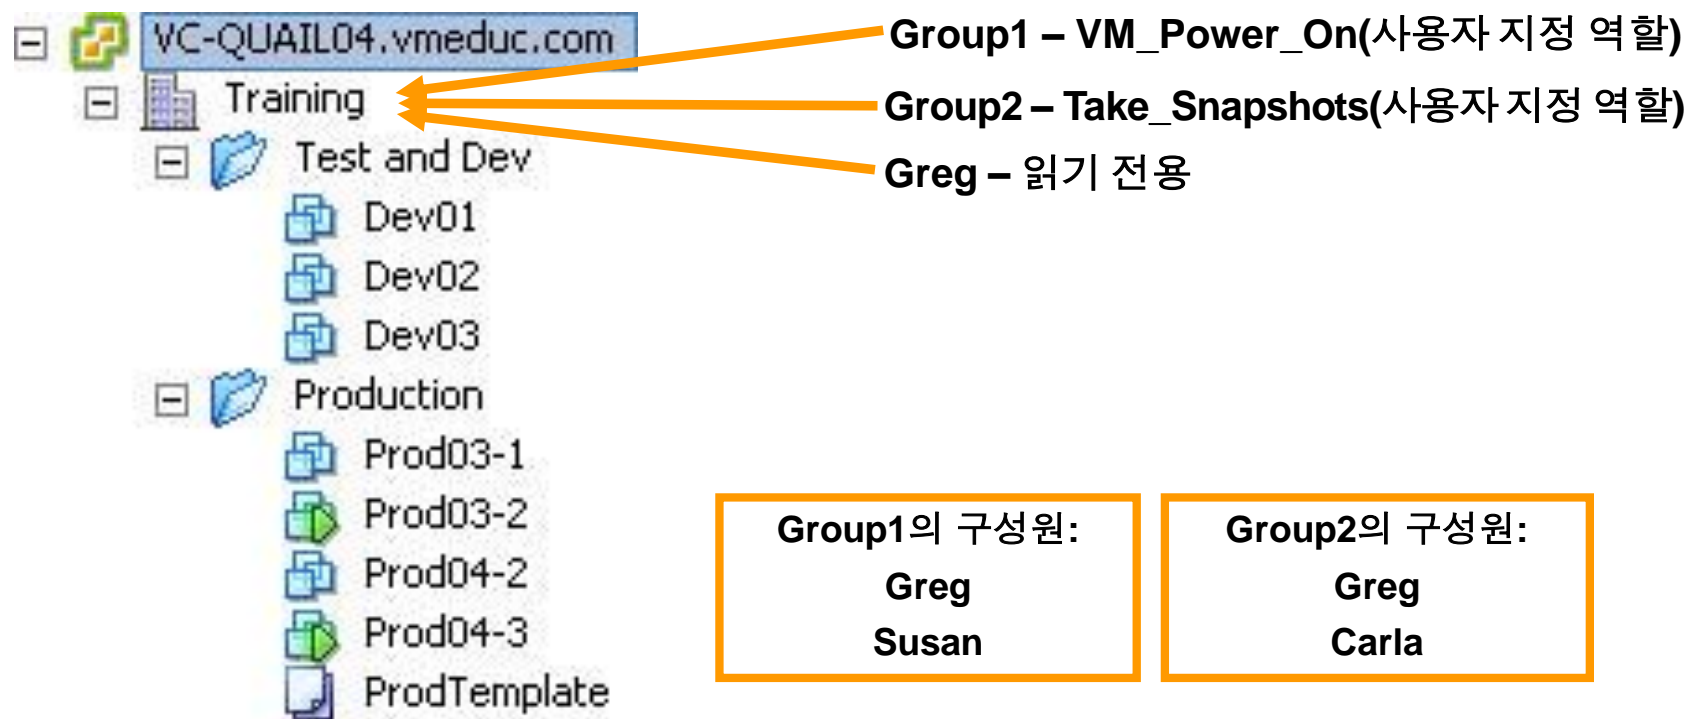 VC-QUAIL04.vmeduc.com
Group1 – VM_Power_On(사용자 지정 역할)
Training
Group2 – Take_Snapshots(사용자 지정 역할)
Test and Dev
Greg – 읽기 전용
Dev01
Dev02
Dev03
Production
Prod03-1
Prod03-2
Prod04-2
Prod04-3
ProdTemplate
Group1의 구성원:
Greg
Susan
Group2의 구성원:
Greg
Carla